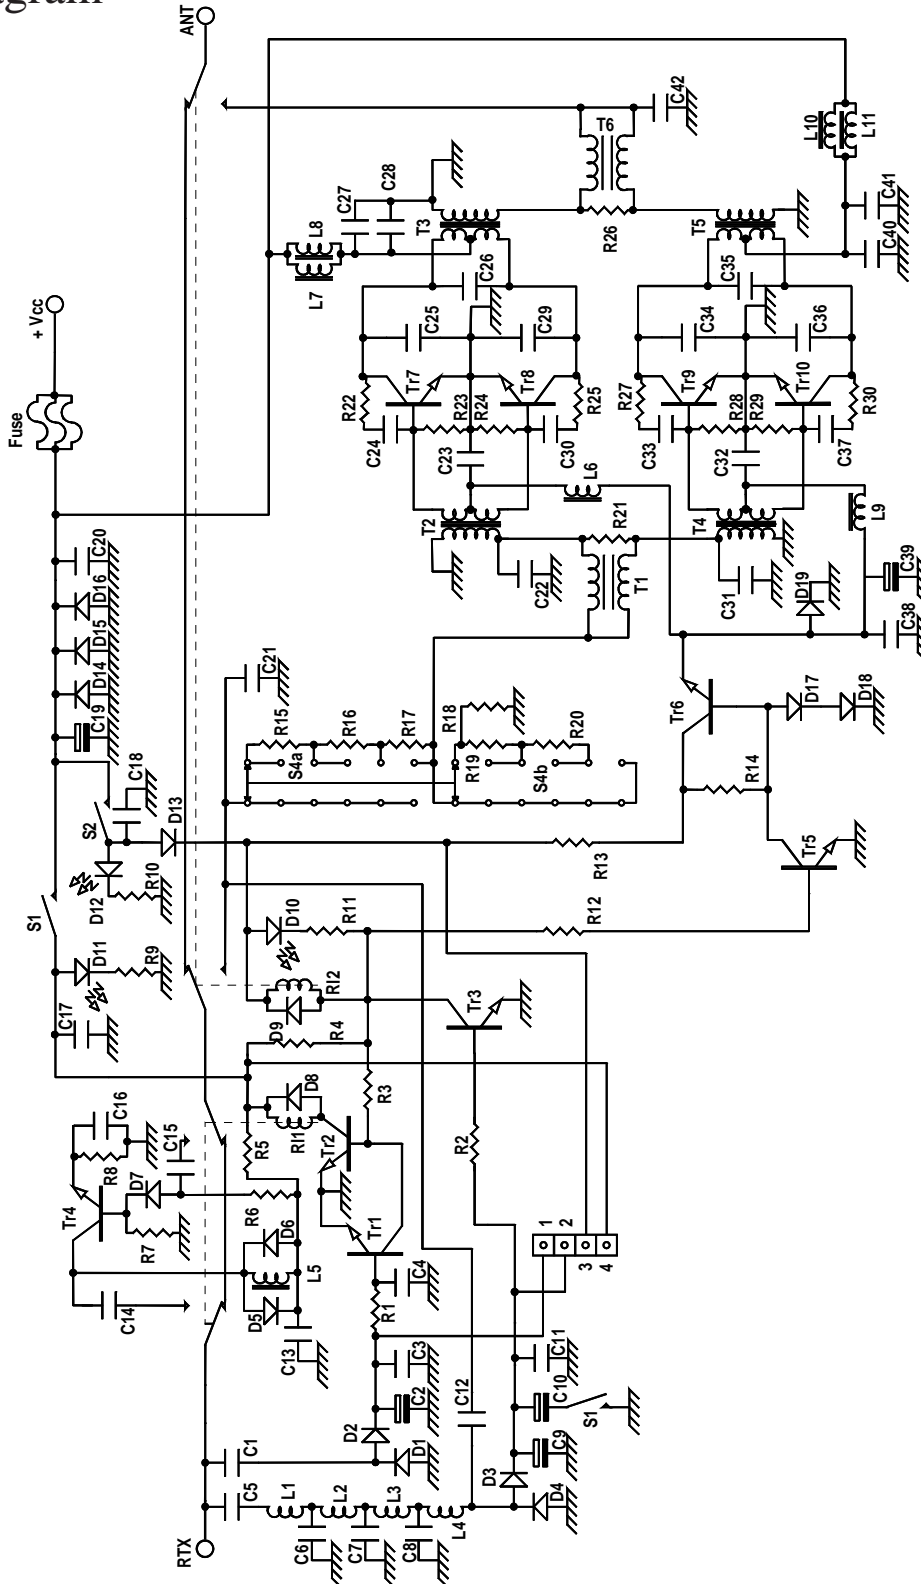 agram
ANT
+ Vcc
Fuse
C20
D16
D15
D14
C19
C18
S2
D13
D12
R10
S1
D11
R9
C17
C16
R8
C15
D7
Tr4
R7
C14
RTX
C42
T6
L10
L11
C41
C40
C28
C27
L8
L7
T3
R26
T5
C26
C25
C29
C35
C34
C36
Tr7
Tr8
Tr9
Tr10
R22
R23
R24
R25
R27
R28
R29
R30
C24
C23
C30
C33
C32
C37
L6
T2
R21
T4
L9
C22
T1
C31
D19
C39
C38
C21
R15
R16
R17
R18
R19
R20
S4a
S4b
Tr6
D17
D18
R14
Tr5
R13
R12
D10
R11
Rl2
D9
R4
Tr3
D8
Rl1
R3
R5
Tr2
R2
R6
D6
L5
D5
Tr1
C13
C4
R1
C3
C2
D2
D1
C1
C5
L1
L2
L3
L4
C6
C7
C8
C12
1
2
3
4
C11
C10
S1
C9
D3
D4